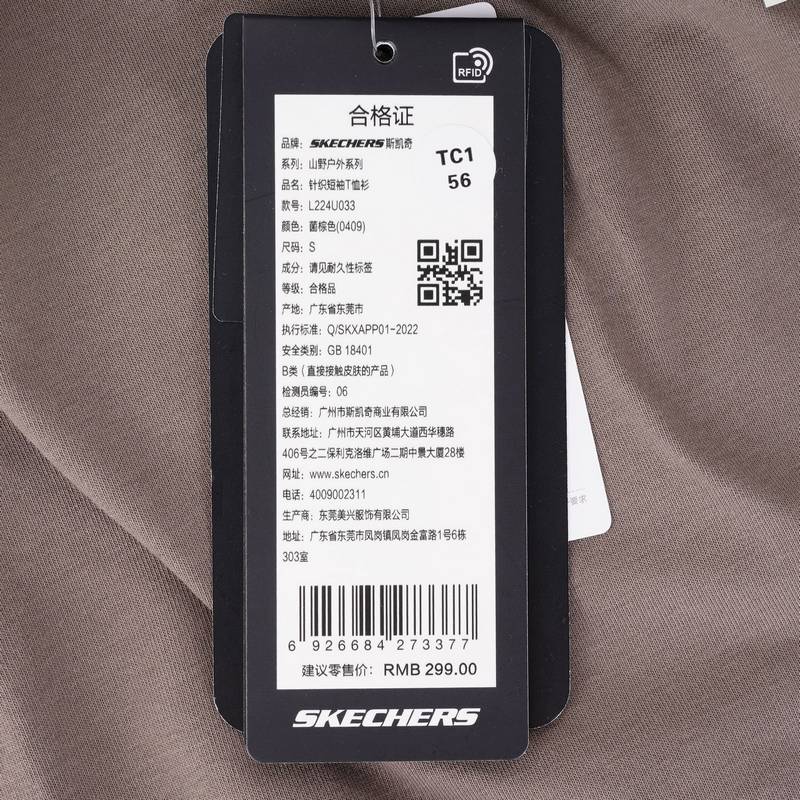 RFID
合格证
品牌：SKECHERS 斯凯奇
TC1
56
系列：山野户外系列
品名：针织短袖T恤衫
款号：L224U033
颜色：菌棕色(0409)
尺码：S
成分：请见耐久性标签
等级：合格品
产地：广东省东莞市
执行标准：Q/SKXAPP01-2022
安全类别：GB 18401
B类（直接接触皮肤的产品）
检测员编号：06
总经销：广州市斯凯奇商业有限公司
联系地址：广州市天河区黄埔大道西华穗路
406号之二保利克洛维广场二期中景大厦28楼
网址：www.skechers.cn
电话：4009002311
生产商：东莞美兴服饰有限公司
地址：广东省东莞市凤岗镇凤岗金富路1号6栋
303室
6 926684 273377
建议零售价：RMB 299.00
SKECHERS
要求